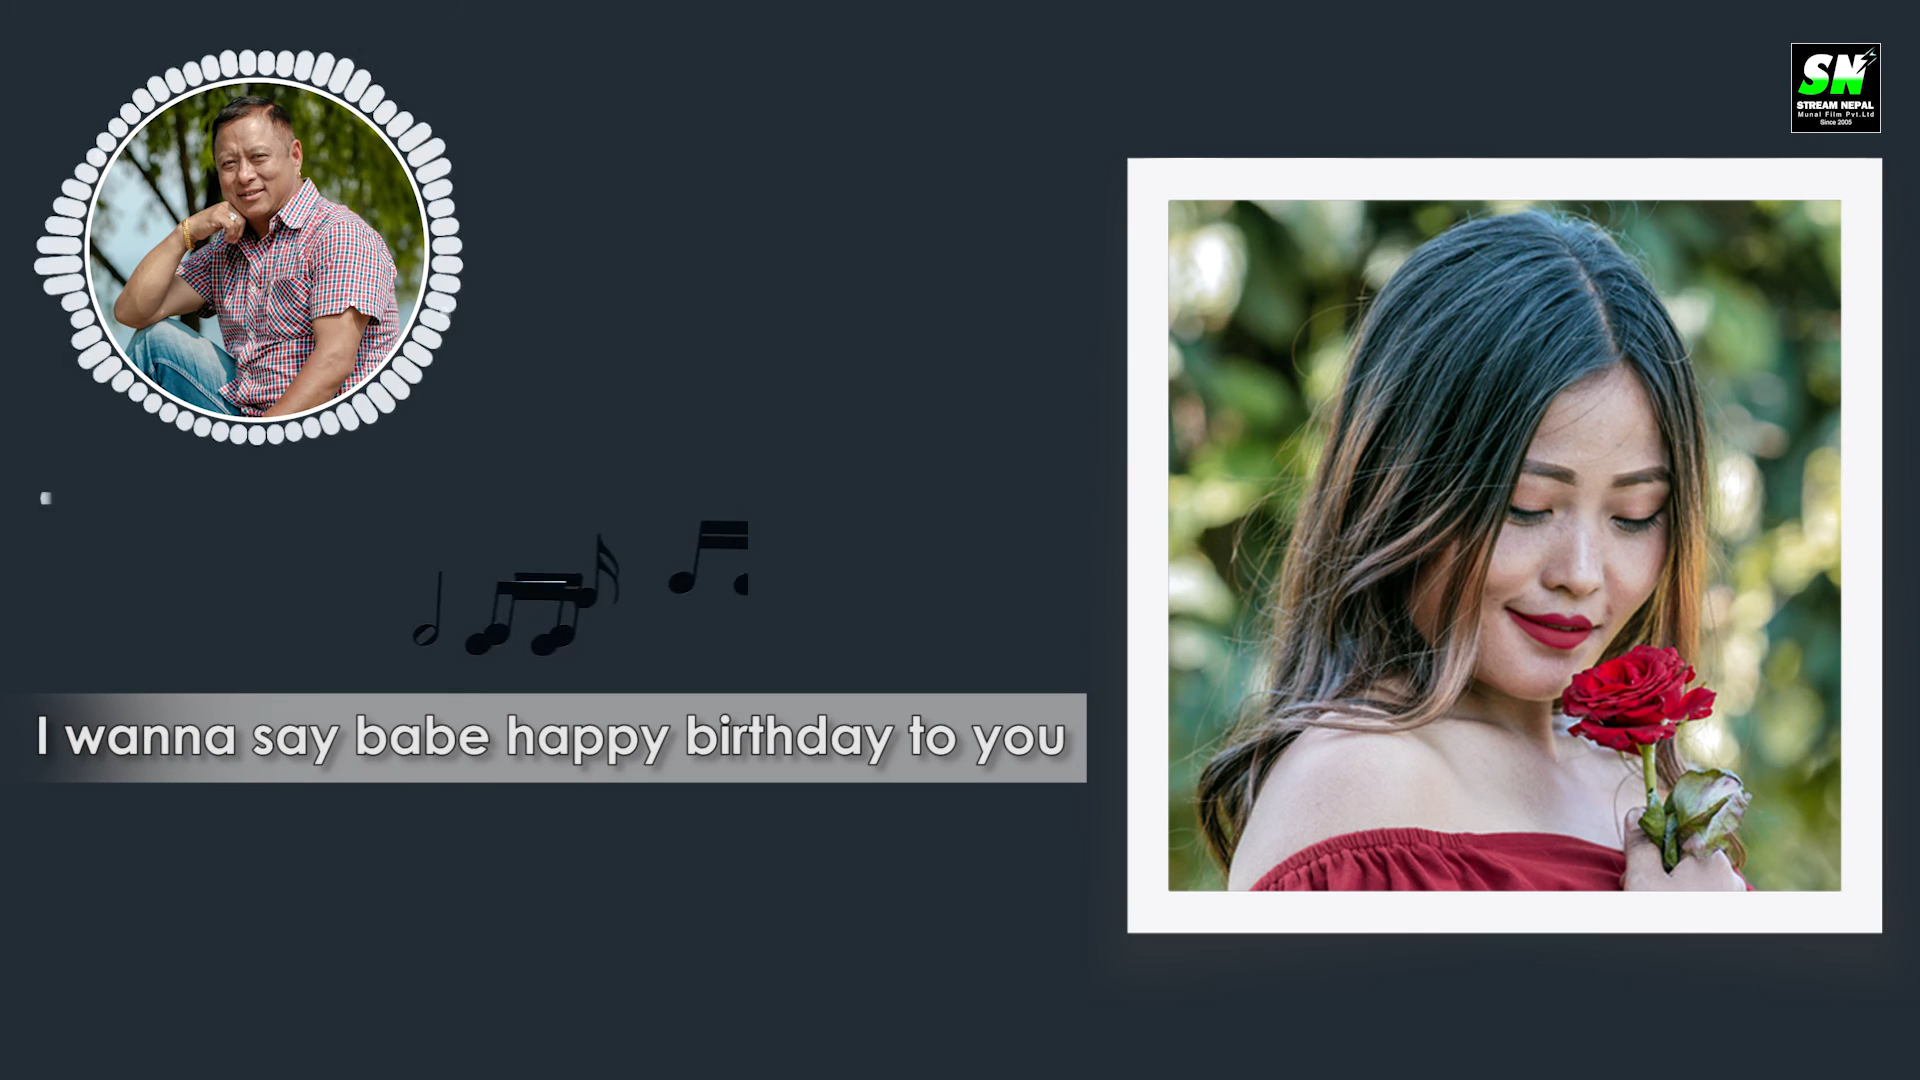 SN
STREAM NEPAL
Munal Film Pvt.Ltd
Since 2005
I wanna say babe happy birthday to you